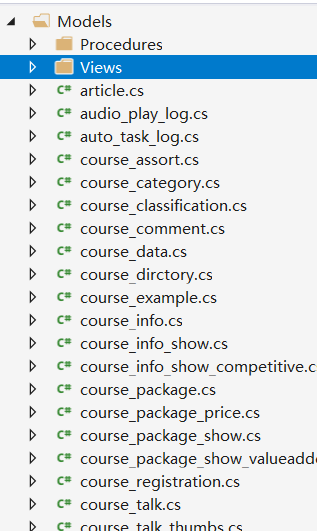 Models
Procedures
Views
C# article.cs
C# audio_play_log.cs
C# auto_task_log.cs
C# course_assort.cs
C# course_category.cs
C# course_classification.cs
C# course_comment.cs
C# course_data.cs
C# course_dirctory.cs
C# course_example.cs
C# course_info.cs
C# course_info_show.cs
C# course_info_show_competitive.c
C# course_package.cs
C# course_package_price.cs
C# course_package_show.cs
C# course_package_show_valueadd
C# course_registration.cs
C# course_talk.cs
C# course_talk_thumbs.cs